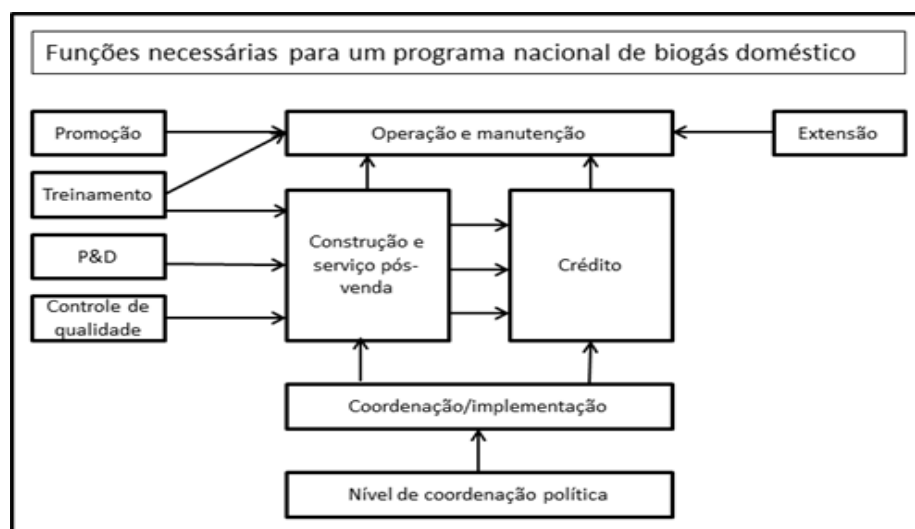 Funções necessárias para um programa nacional de biogás doméstico
Promoção
Operação e manutenção
Extensão
Treinamento
Construção e
serviço pós-
venda
Crédito
P&D
Controle de
qualidade
Coordenação/implementação
Nível de coordenação política